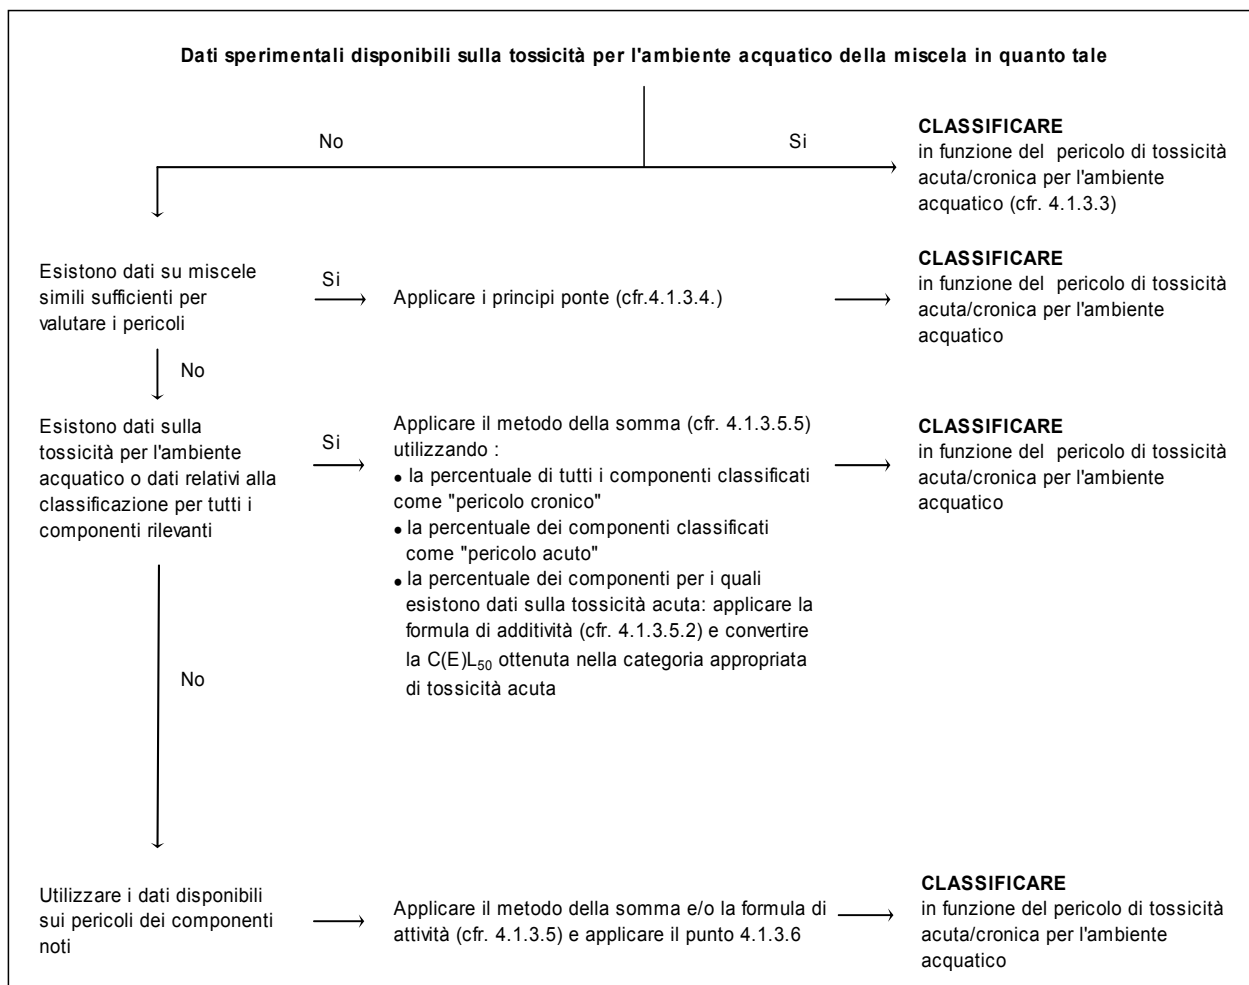 Dati sperimentali disponibili sulla tossicità per l'ambiente acquatico della miscela in quanto tale
No
Si
CLASSIFICARE
in funzione del pericolo di tossicità
acuta/cronica per l'ambiente
acquatico (cfr. 4.1.3.3)
Esistono dati su miscele
simili sufficienti per
valutare i pericoli
Si
Applicare i principi ponte (cfr.4.1.3.4.)
CLASSIFICARE
in funzione del pericolo di tossicità
acuta/cronica per l'ambiente
acquatico
No
Esistono dati sulla
tossicità per l'ambiente
acquatico o dati relativi alla
classificazione per tutti i
componenti rilevanti
Si
Applicare il metodo della somma (cfr. 4.1.3.5.5)
utilizzando :
• la percentuale di tutti i componenti classificati
come "pericolo cronico"
• la percentuale dei componenti classificati
come "pericolo acuto"
• la percentuale dei componenti per i quali
esistono dati sulla tossicità acuta: applicare la
formula di additività (cfr. 4.1.3.5.2) e convertire
la C(E)L50 ottenuta nella categoria appropriata
di tossicità acuta
CLASSIFICARE
in funzione del pericolo di tossicità
acuta/cronica per l'ambiente
acquatico
No
Utilizzare i dati disponibili
sui pericoli dei componenti
noti
Applicare il metodo della somma e/o la formula di
attività (cfr. 4.1.3.5) e applicare il punto 4.1.3.6
CLASSIFICARE
in funzione del pericolo di tossicità
acuta/cronica per l'ambiente
acquatico